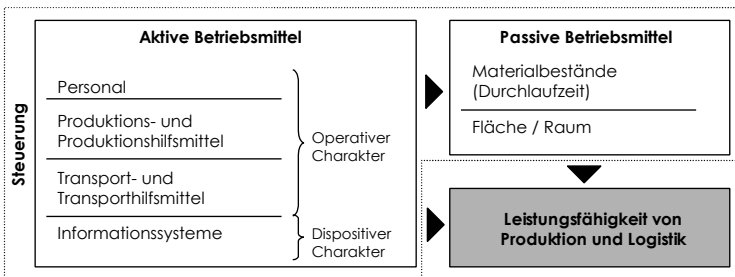 Steuerung
Aktive Betriebsmittel
Personal
Produktions- und
Produktionshilfsmittel
Transport- und
Transporthilfsmittel
Informationssysteme
Operativer
Charakter
Dispositiver
Charakter
Passive Betriebsmittel
Materialbestände
(Durchlaufzeit)
Fläche / Raum
Leistungsfähigkeit von
Produktion und Logistik